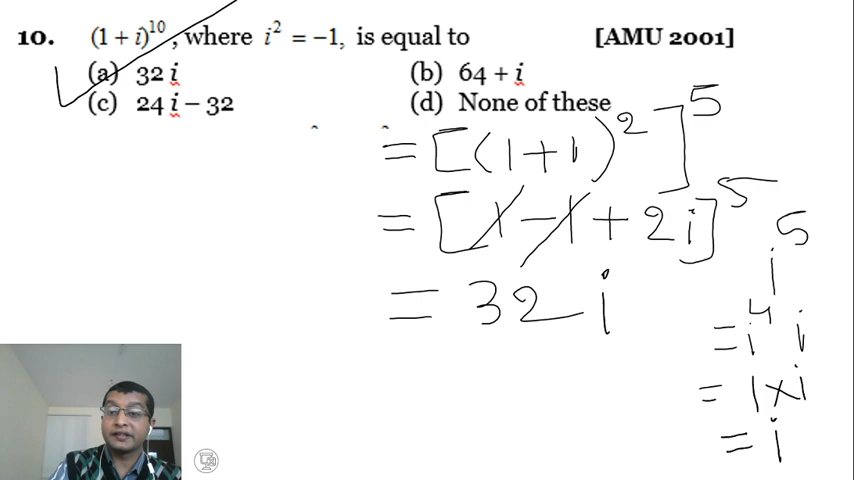 10. (1 + i)^10, where i^2 = −1, is equal to [AMU 2001]
(a) 32 i (b) 64 + i
(c) 24 i − 32 (d) None of these
= [(1+i)^2]^5
= [1 − 1 + 2i]^5
= 32 i
i^5
= i^4 i
= 1×i
= i